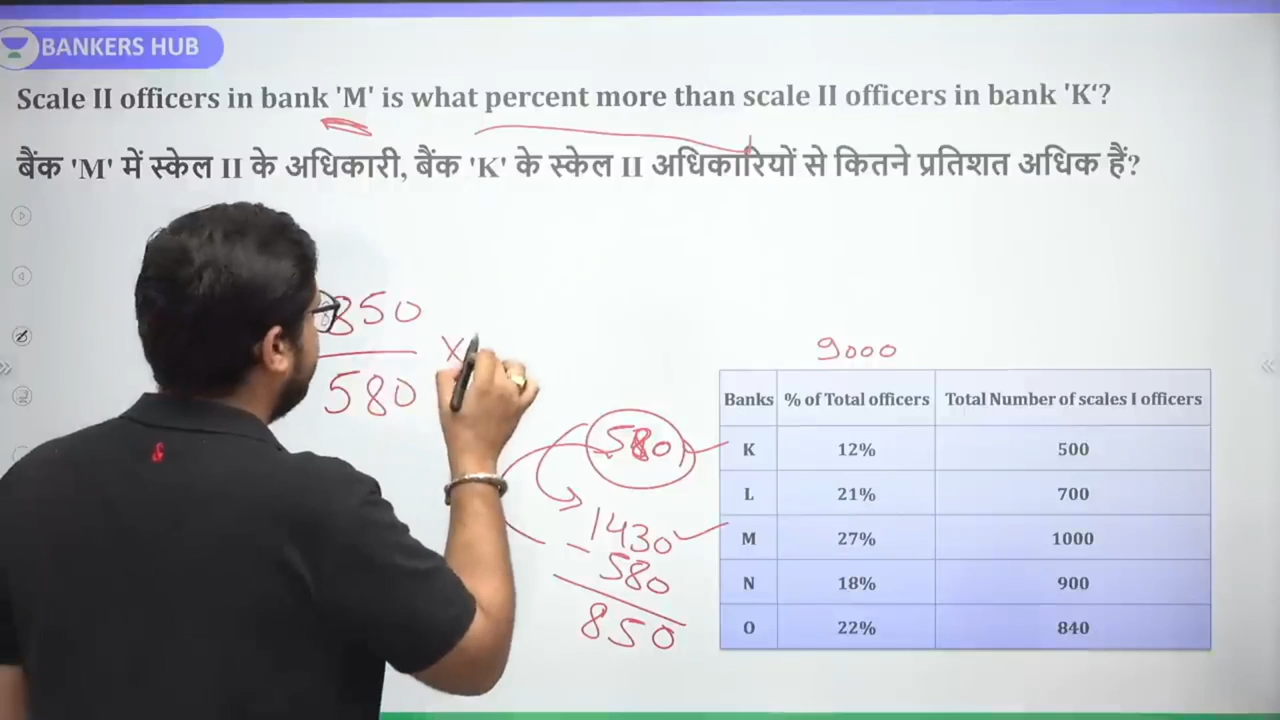 BANKERS HUB
Scale II officers in bank 'M' is what percent more than scale II officers in bank 'K'?
बैंक 'M' में स्केल II के अधिकारी, बैंक 'K' के स्केल II अधिकारियों से कितने प्रतिशत अधिक हैं?
850
580
×
580
1430
- 580
850
9000
Banks % of Total officers Total Number of scales I officers
K 12% 500
L 21% 700
M 27% 1000
N 18% 900
O 22% 840